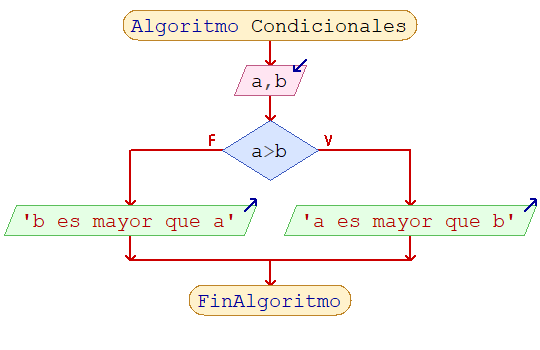 Algoritmo Condicionales
a,b
F
V
a>b
'b es mayor que a'
'a es mayor que b'
FinAlgoritmo